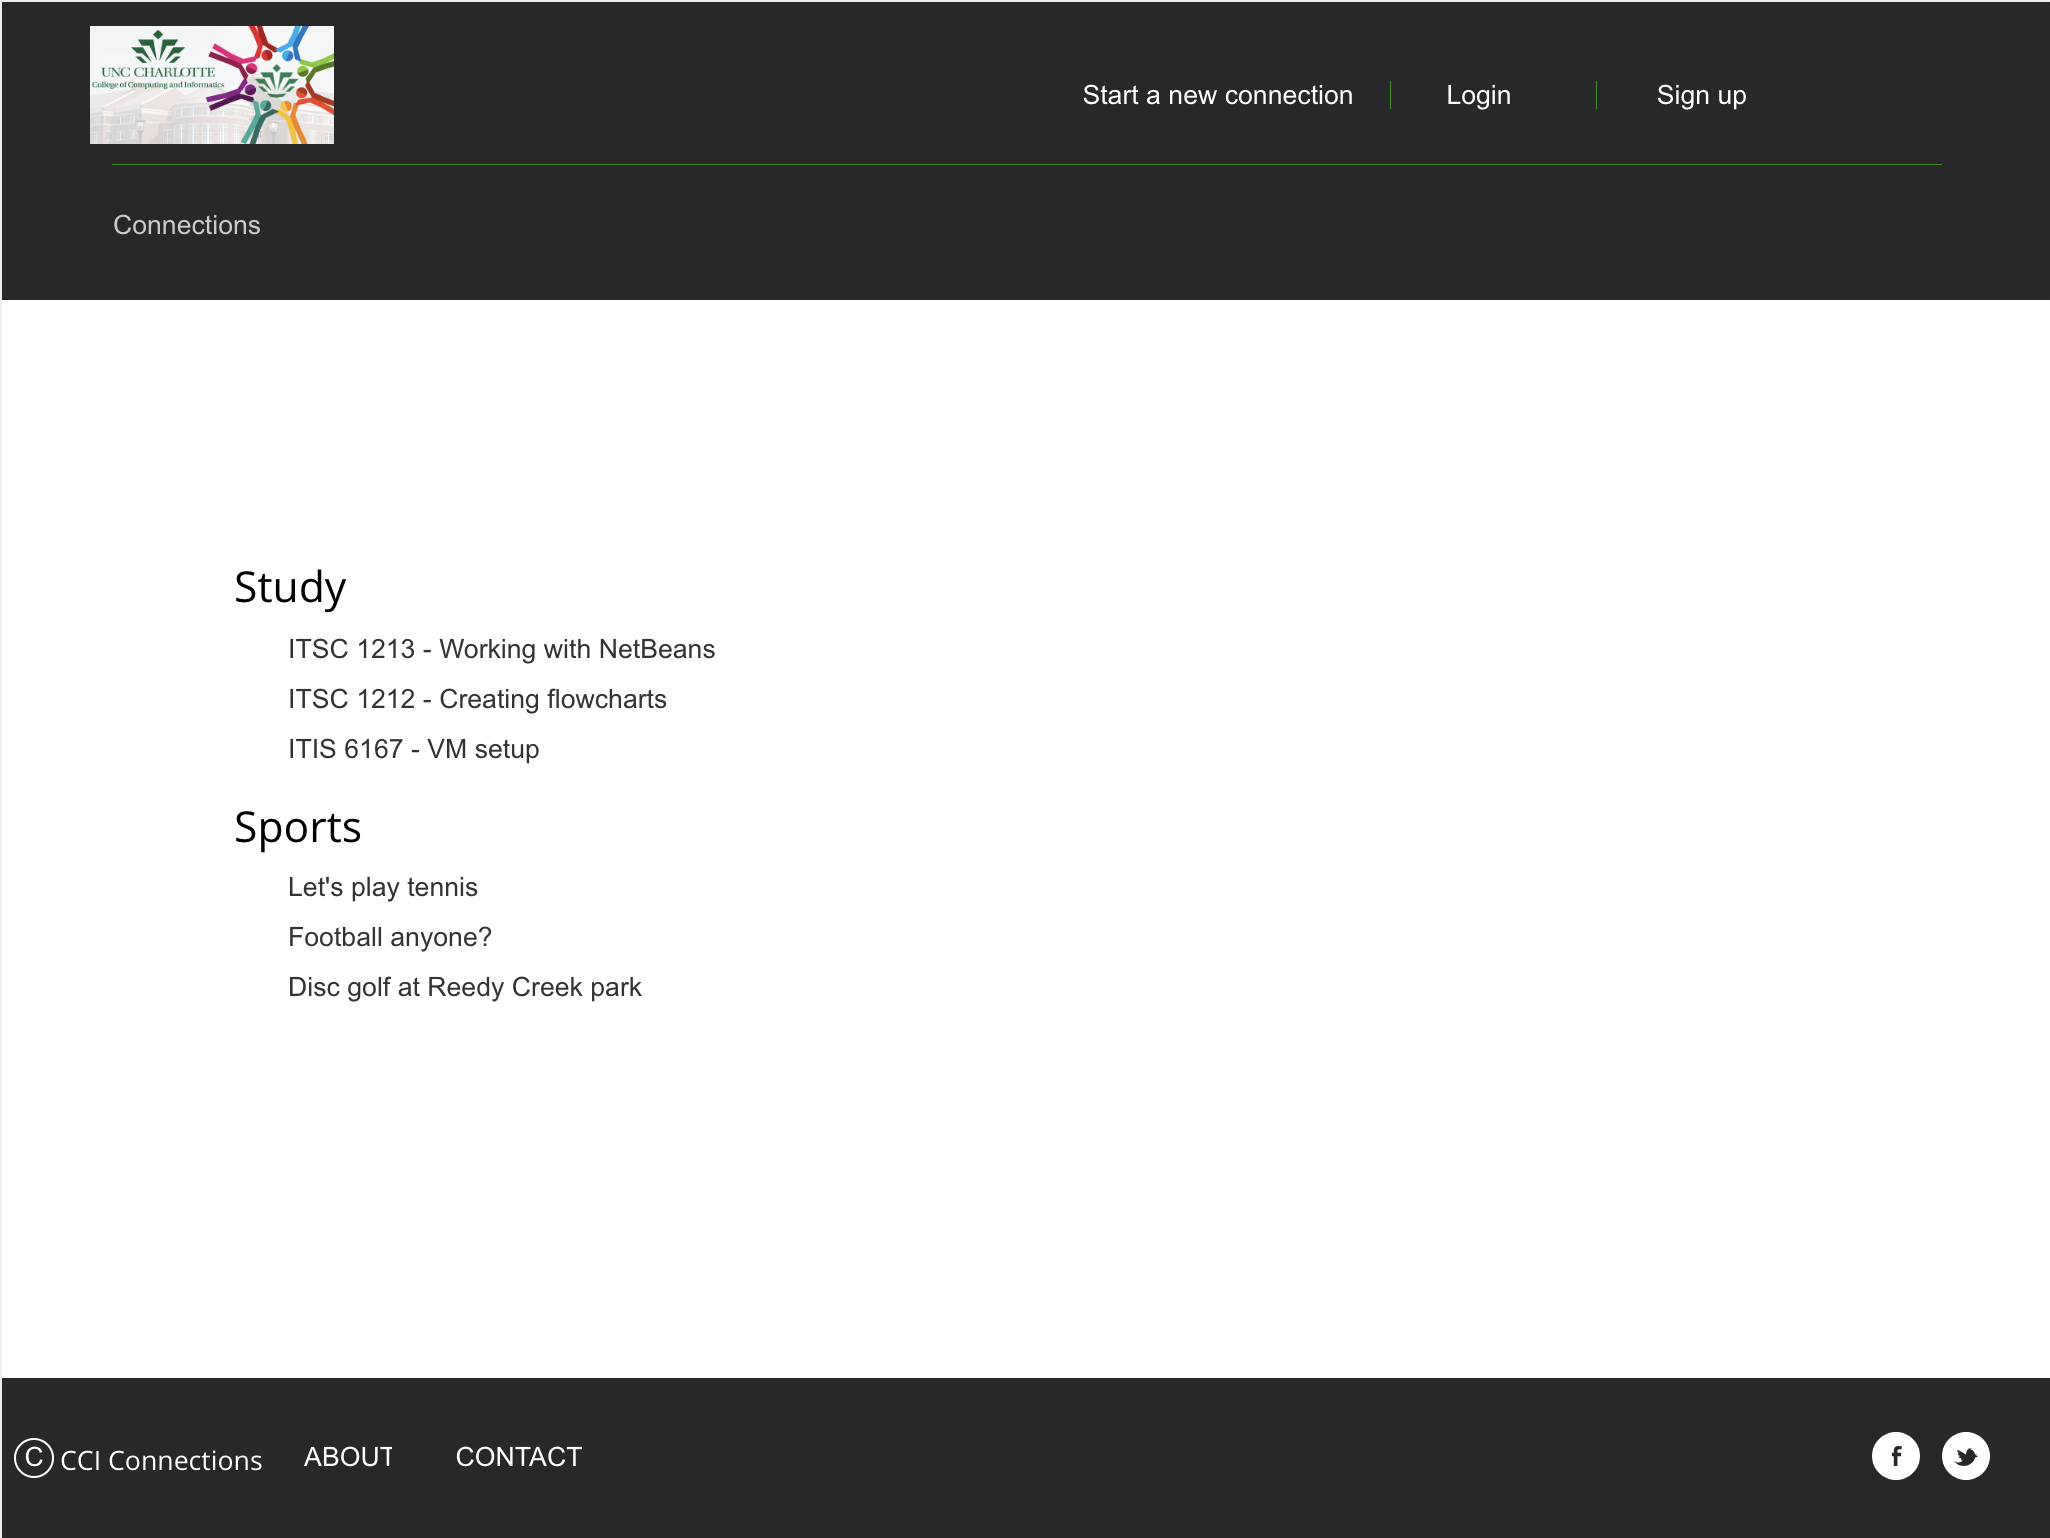 UNC CHARLOTTE
College of Computing and Informatics
Start a new connection
Login
Sign up
Connections
Study
ITSC 1213 - Working with NetBeans
ITSC 1212 - Creating flowcharts
ITIS 6167 - VM setup
Sports
Let's play tennis
Football anyone?
Disc golf at Reedy Creek park
© CCI Connections
ABOUT
CONTACT
f